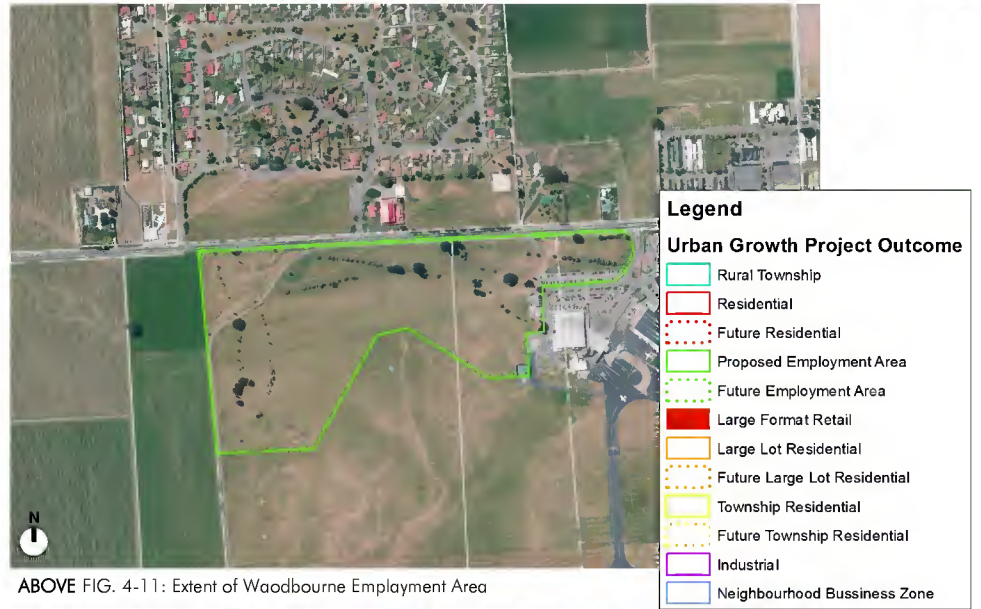 Legend
Urban Growth Project Outcome
Rural Township
Residential
Future Residential
Proposed Employment Area
Future Employment Area
Large Format Retail
Large Lot Residential
Future Large Lot Residential
Township Residential
Future Township Residential
Industrial
Neighbourhood Bussiness Zone
N
ABOVE FIG. 4-11: Extent of Waodbourne Emplayment Area